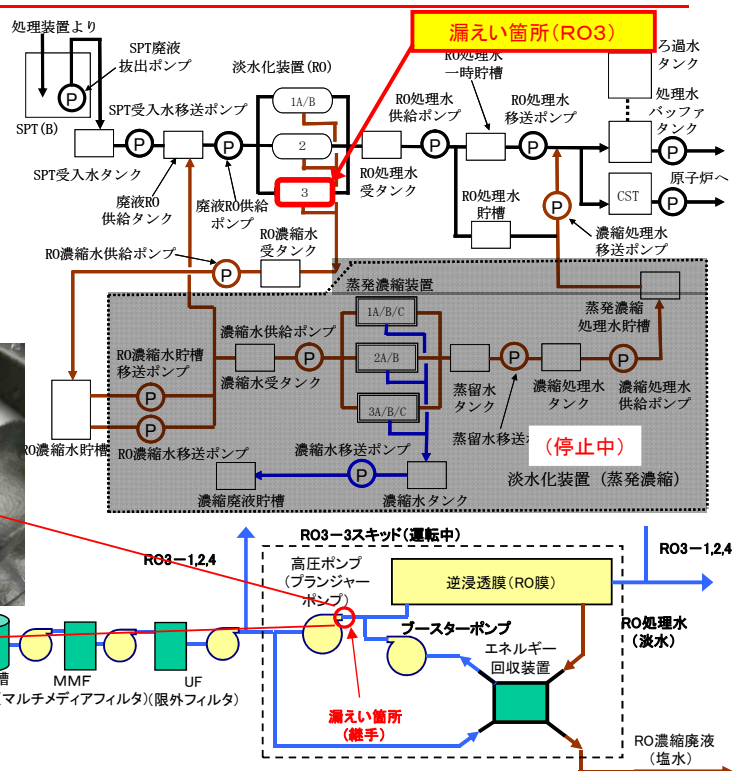 処理装置より
SPT廃液
抜出ポンプ
P
SPT(B)
漏えい箇所(RO3)
ろ過水
タンク
淡水化装置(RO)
1A/B
2
3
RO処理水
一時貯槽
RO処理水
供給ポンプ
RO処理水
移送ポンプ
処理水
バッファ
タンク
SPT受入水移送ポンプ
P
P
P
P
P
SPT受入水タンク
廃液RO
供給タンク
廃液RO供給
ポンプ
RO処理水
受タンク
RO処理水
貯槽
P
CST
P
原子炉へ
濃縮処理水
移送ポンプ
RO濃縮水
受タンク
RO濃縮水供給ポンプ
P
蒸発濃縮装置
1A/B/C
2A/B
3A/B/C
蒸発濃縮
処理水貯槽
濃縮水供給ポンプ
P
濃縮水受タンク
RO濃縮水貯槽
移送ポンプ
P
P
RO濃縮水移送ポンプ
RO濃縮水貯槽
蒸留水
タンク
P
蒸留水移送
濃縮処理水
タンク
P
濃縮処理水
供給ポンプ
(停止中)
淡水化装置(蒸発濃縮)
濃縮水移送ポンプ
P
濃縮廃液貯槽
濃縮水タンク
RO3-3スキッド(運転中)
RO3-1,2,4
RO3-1,2,4
高圧ポンプ
(プランジャー
ポンプ)
逆浸透膜(RO膜)
ブースターポンプ
エネルギー
回収装置
RO処理水
(淡水)
槽
MMF
(マルチメディアフィルタ)
UF
(限外フィルタ)
漏えい箇所
(継手)
RO濃縮廃液
(塩水)